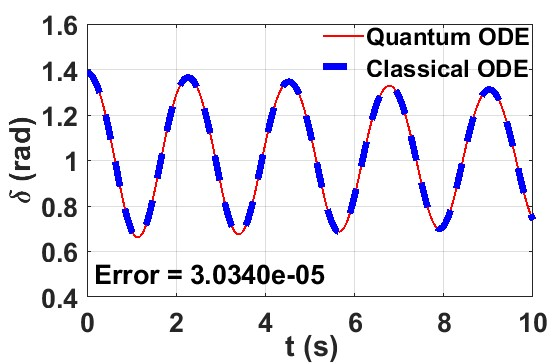 1.6
Quantum ODE
1.4
Classical ODE
1.2
1
0.8
0.6
Error = 3.0340e-05
0.4
0 2 4 6 8 10
δ (rad)
t (s)